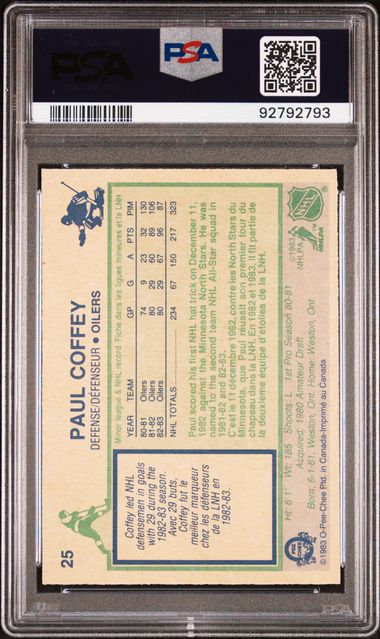 PSA
PSA
92792793
25
PAUL COFFEY
DEFENSE/DÉFENSEUR • OILERS
Coffey led NHL
defensemen in goals
with 29 during the
1982-83 season.
Avec 29 buts,
Coffey fut le
meilleur marqueur
chez les défenseurs
de la LNH en
1982-83.
Minor league & NHL record Fiche dans les ligues mineures et la LNH
YEAR TEAM GP G A PTS PIM
80-81 Oilers 74 9 23 32 130
81-82 Oilers 80 29 60 89 106
82-83 Oilers 80 29 67 96 87
NHL TOTALS 234 67 150 217 323
Paul scored his first NHL hat trick on December 11,
1982 against the Minnesota North Stars. He was
named to the second team NHL All-Star squad in
1981-82 and 82-83.
C'est le 11 décembre 1982, contre les North Stars du
Minnesota, que Paul réussit son premier tour du
chapeau dans la LNH. En 1982 et 1983, il fit partie de
la deuxième équipe d'étoiles de la LNH.
Ht: 6'1" Wt: 185 Shoots: L 1st Pro Season 80-81
Acquired: 1980 Amateur Draft.
Born: 6-1-61, Weston, Ont. Home: Weston, Ont.
© 1983 O-Pee-Chee Ptd. in Canada-Imprimé au Canada
NHL
©1983
NHLPA